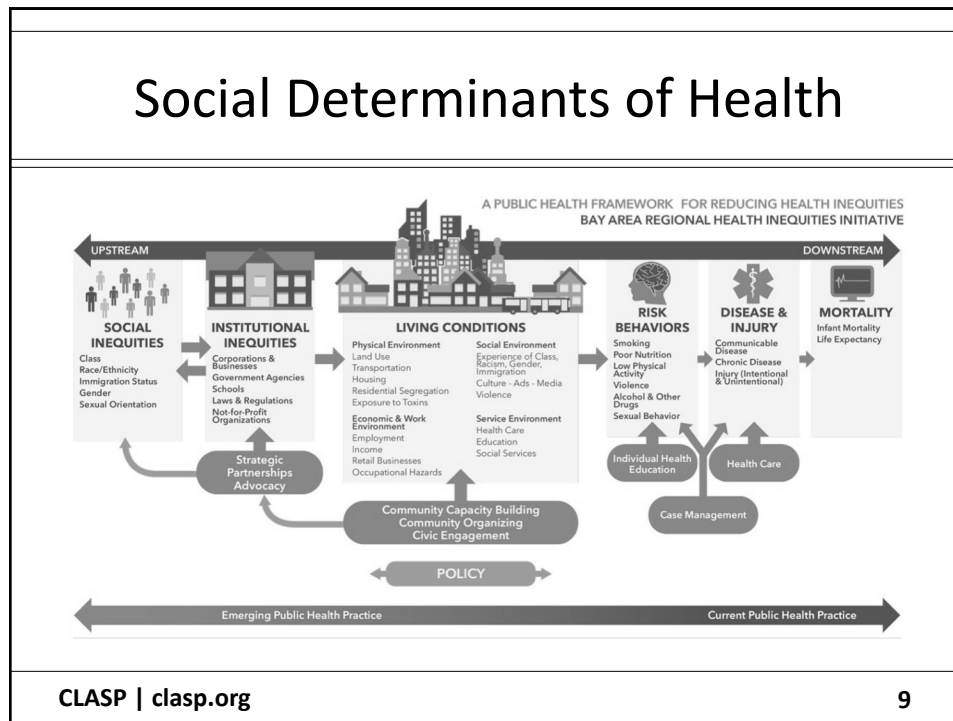 Social Determinants of Health
A PUBLIC HEALTH FRAMEWORK FOR REDUCING HEALTH INEQUITIES
BAY AREA REGIONAL HEALTH INEQUITIES INITIATIVE
UPSTREAM
DOWNSTREAM
SOCIAL
INEQUITIES
Class
Race/Ethnicity
Immigration Status
Gender
Sexual Orientation
INSTITUTIONAL
INEQUITIES
Corporations &
Businesses
Government Agencies
Schools
Laws & Regulations
Not-for-Profit
Organizations
LIVING CONDITIONS
Physical Environment
Land Use
Transportation
Housing
Residential Segregation
Exposure to Toxins
Economic & Work
Environment
Employment
Income
Retail Businesses
Occupational Hazards
Social Environment
Experience of Class,
Racism, Gender,
Immigration
Culture - Ads - Media
Violence
Service Environment
Health Care
Education
Social Services
RISK
BEHAVIORS
Smoking
Poor Nutrition
Low Physical
Activity
Violence
Alcohol & Other
Drugs
Sexual Behavior
DISEASE &
INJURY
Communicable
Disease
Chronic Disease
Injury (Intentional
& Unintentional)
MORTALITY
Infant Mortality
Life Expectancy
Strategic
Partnerships
Advocacy
Community Capacity Building
Community Organizing
Civic Engagement
Individual Health
Education
Health Care
Case Management
POLICY
Emerging Public Health Practice
Current Public Health Practice
CLASP | clasp.org
9